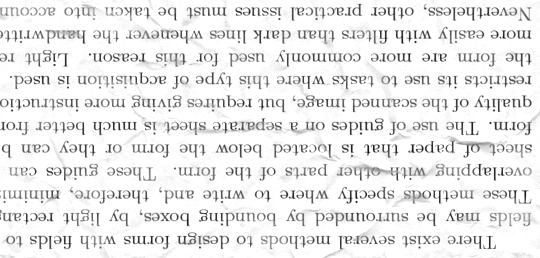 There exist several methods to design forms with fields to
fields may be surrounded by bounding boxes, by light rectan
These methods specify where to write and, therefore, minimi
overlapping with other parts of the form. These guides can
sheet of paper that is located below the form or they can b
form. The use of guides on a separate sheet is much better fror
quality of the scanned image, but requires giving more instructio
restricts its use to tasks where this type of acquisition is used.
the form are more commonly used for this reason. Light re
more easily with filters than dark lines whenever the handwritte
Nevertheless, other practical issues must be taken into accoun